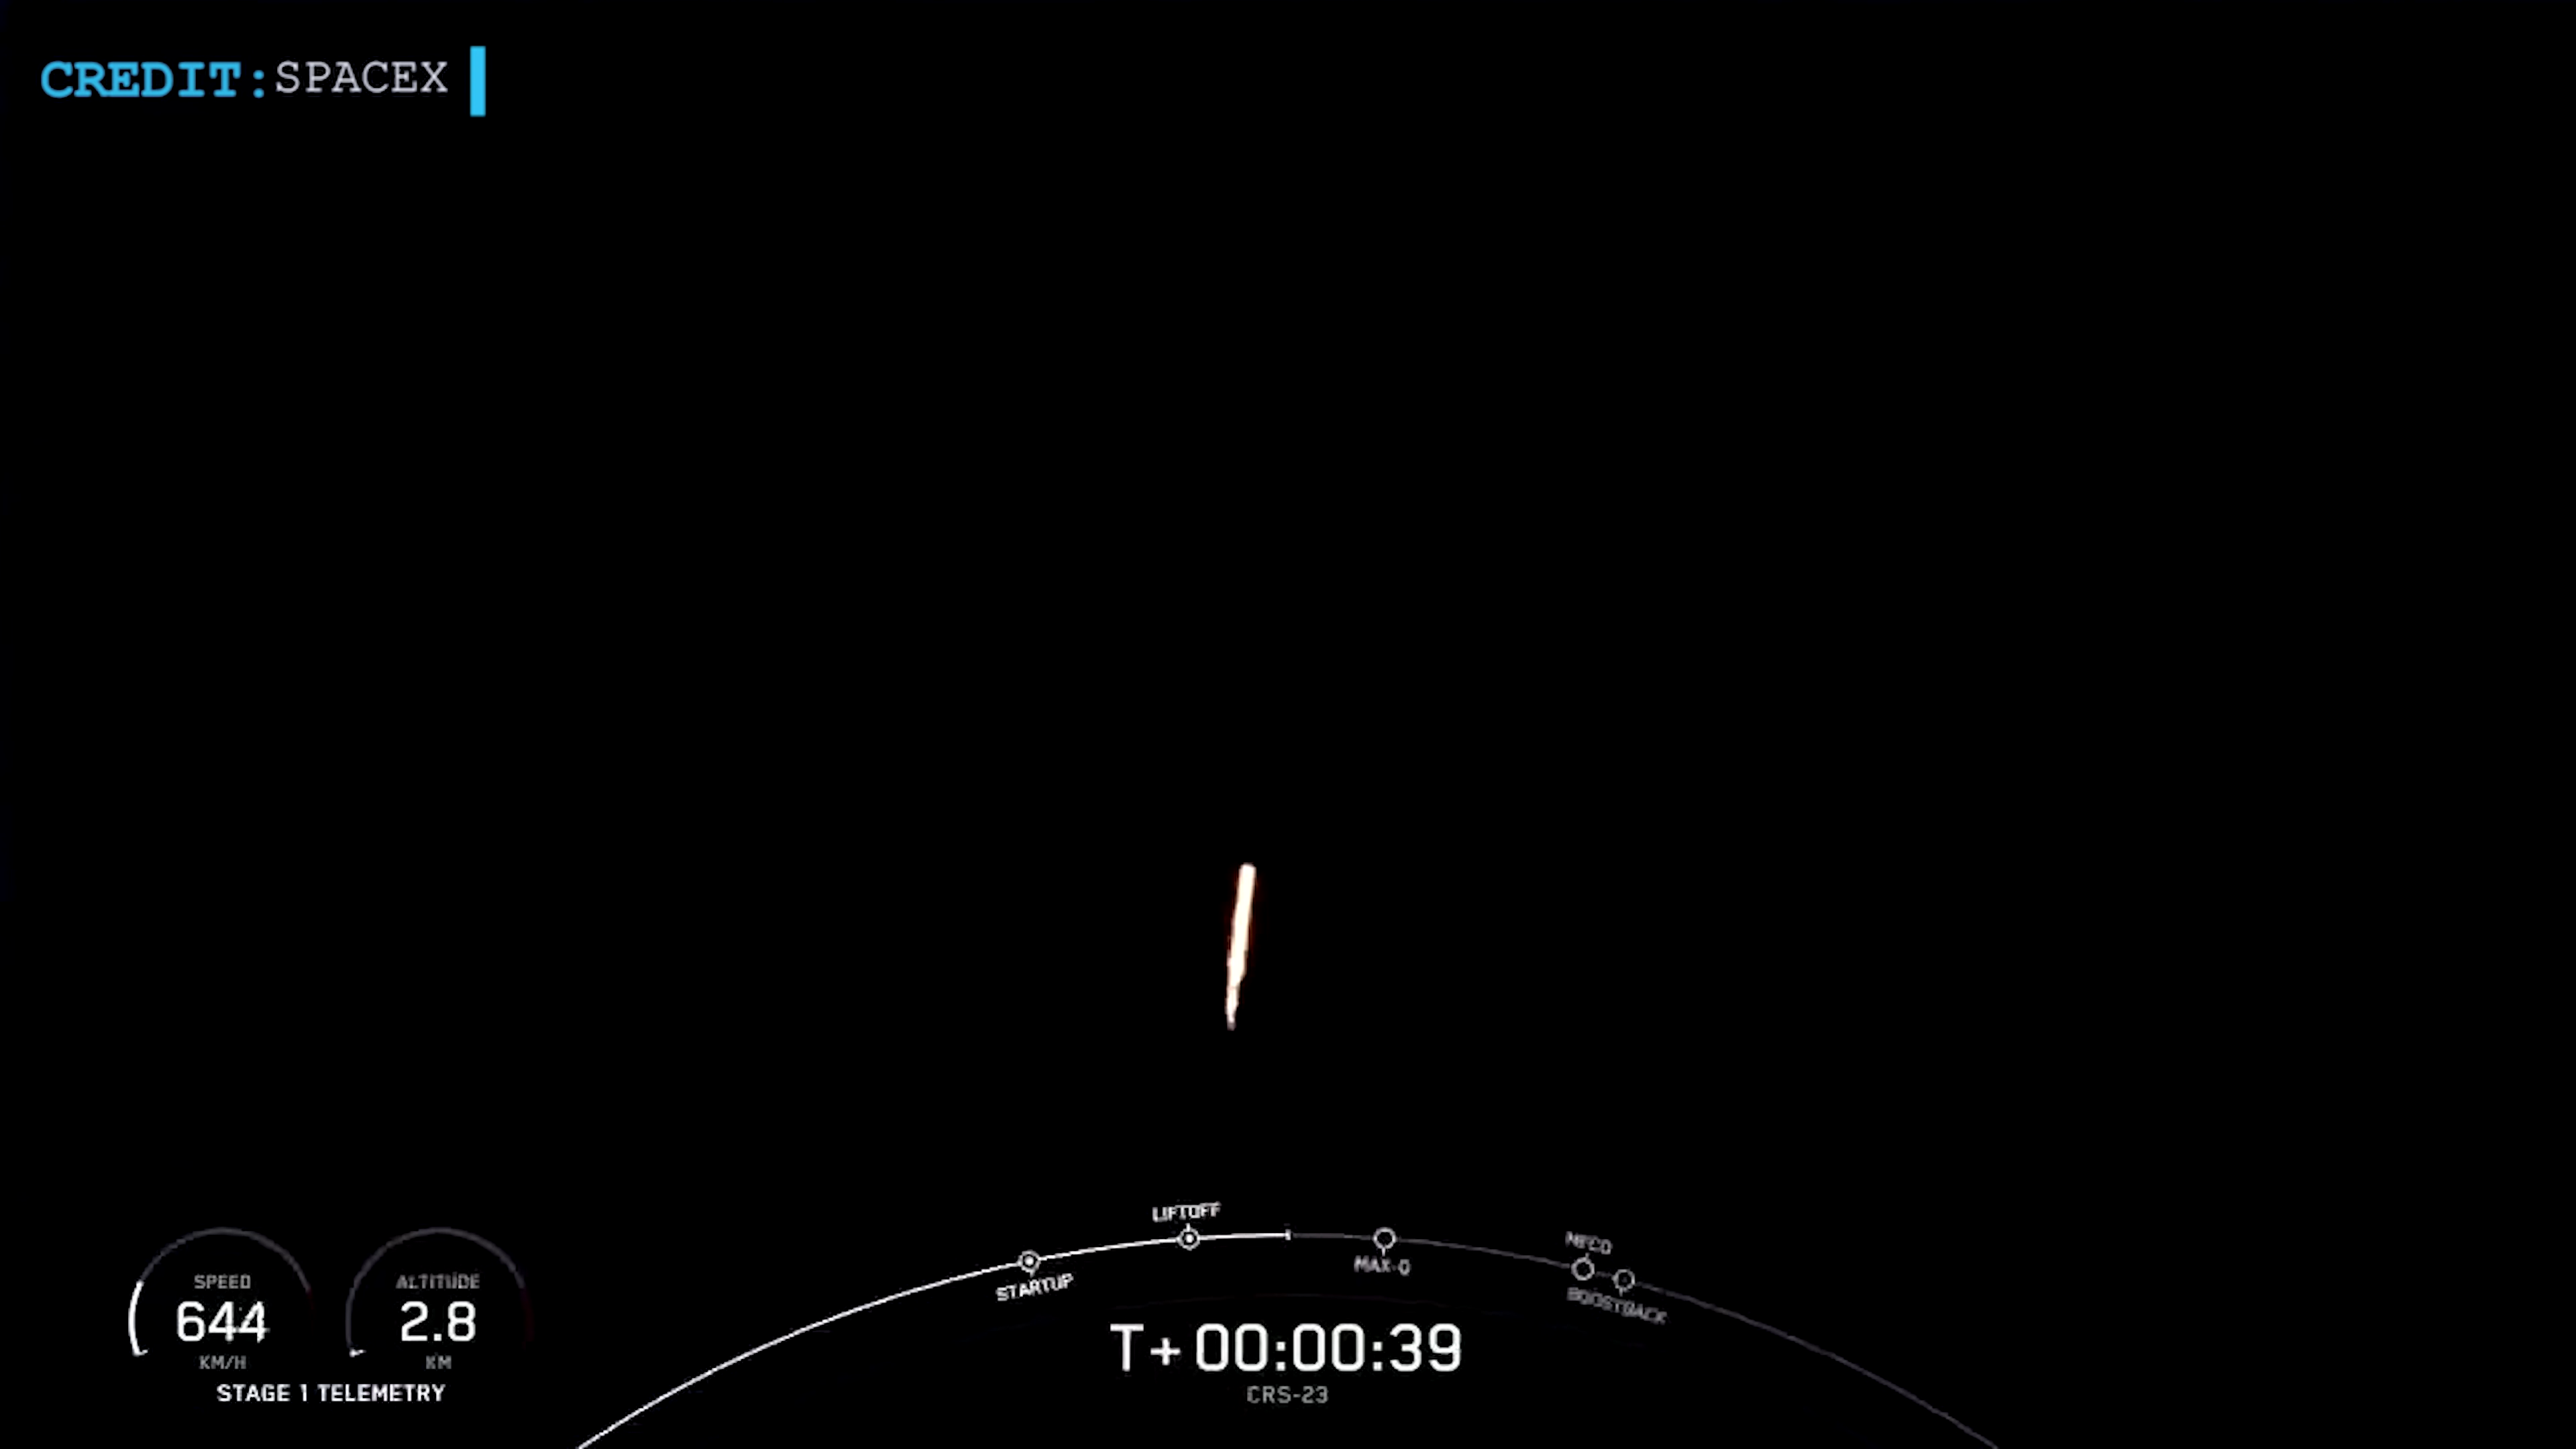 CREDIT:SPACEX
LIFTOFF
STARTUP
MAX-Q
MECO
BOOSTBACK
SPEED
644
KM/H
ALTITUDE
2.8
KM
STAGE 1 TELEMETRY
T+00:00:39
CRS-23